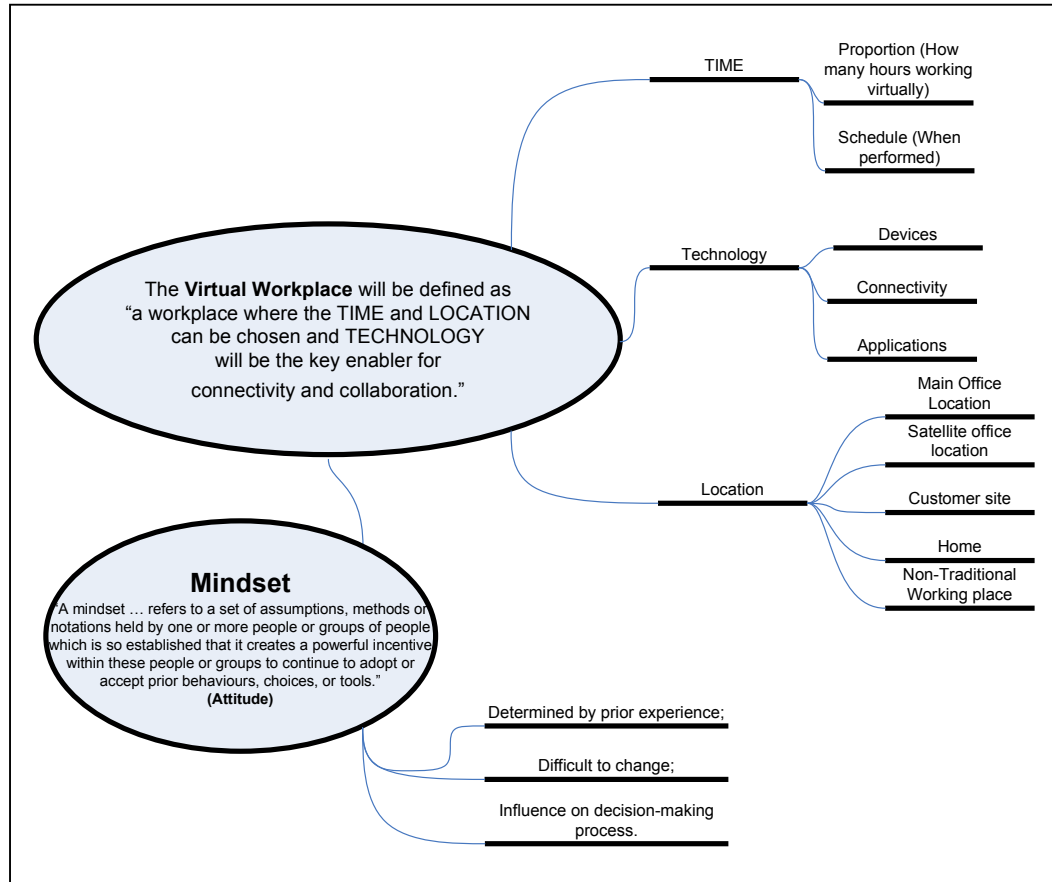 The Virtual Workplace will be defined as
“a workplace where the TIME and LOCATION
can be chosen and TECHNOLOGY
will be the key enabler for
connectivity and collaboration.”
TIME
Proportion (How
many hours working
virtually)
Schedule (When
performed)
Technology
Devices
Connectivity
Applications
Location
Main Office
Location
Satellite office
location
Customer site
Home
Non-Traditional
Working place
Mindset
“A mindset … refers to a set of assumptions, methods or
notations held by one or more people or groups of people
which is so established that it creates a powerful incentive
within these people or groups to continue to adopt or
accept prior behaviours, choices, or tools.”
(Attitude)
Determined by prior experience;
Difficult to change;
Influence on decision-making
process.